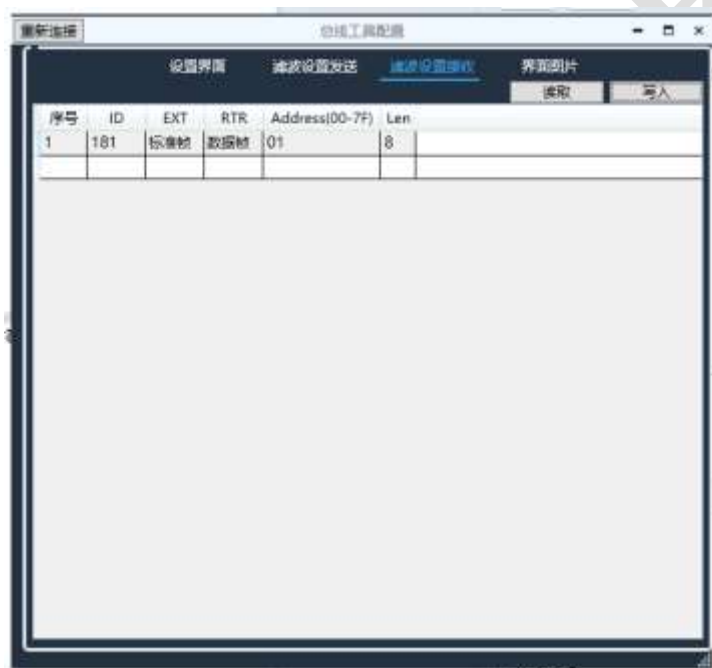 重新连接 总线工具配置
设置界面 滤波设置发送 滤波设置接收 界面图片
读取 写入
序号 ID EXT RTR Address(00-7F) Len
1 181 标准帧 数据帧 01 8